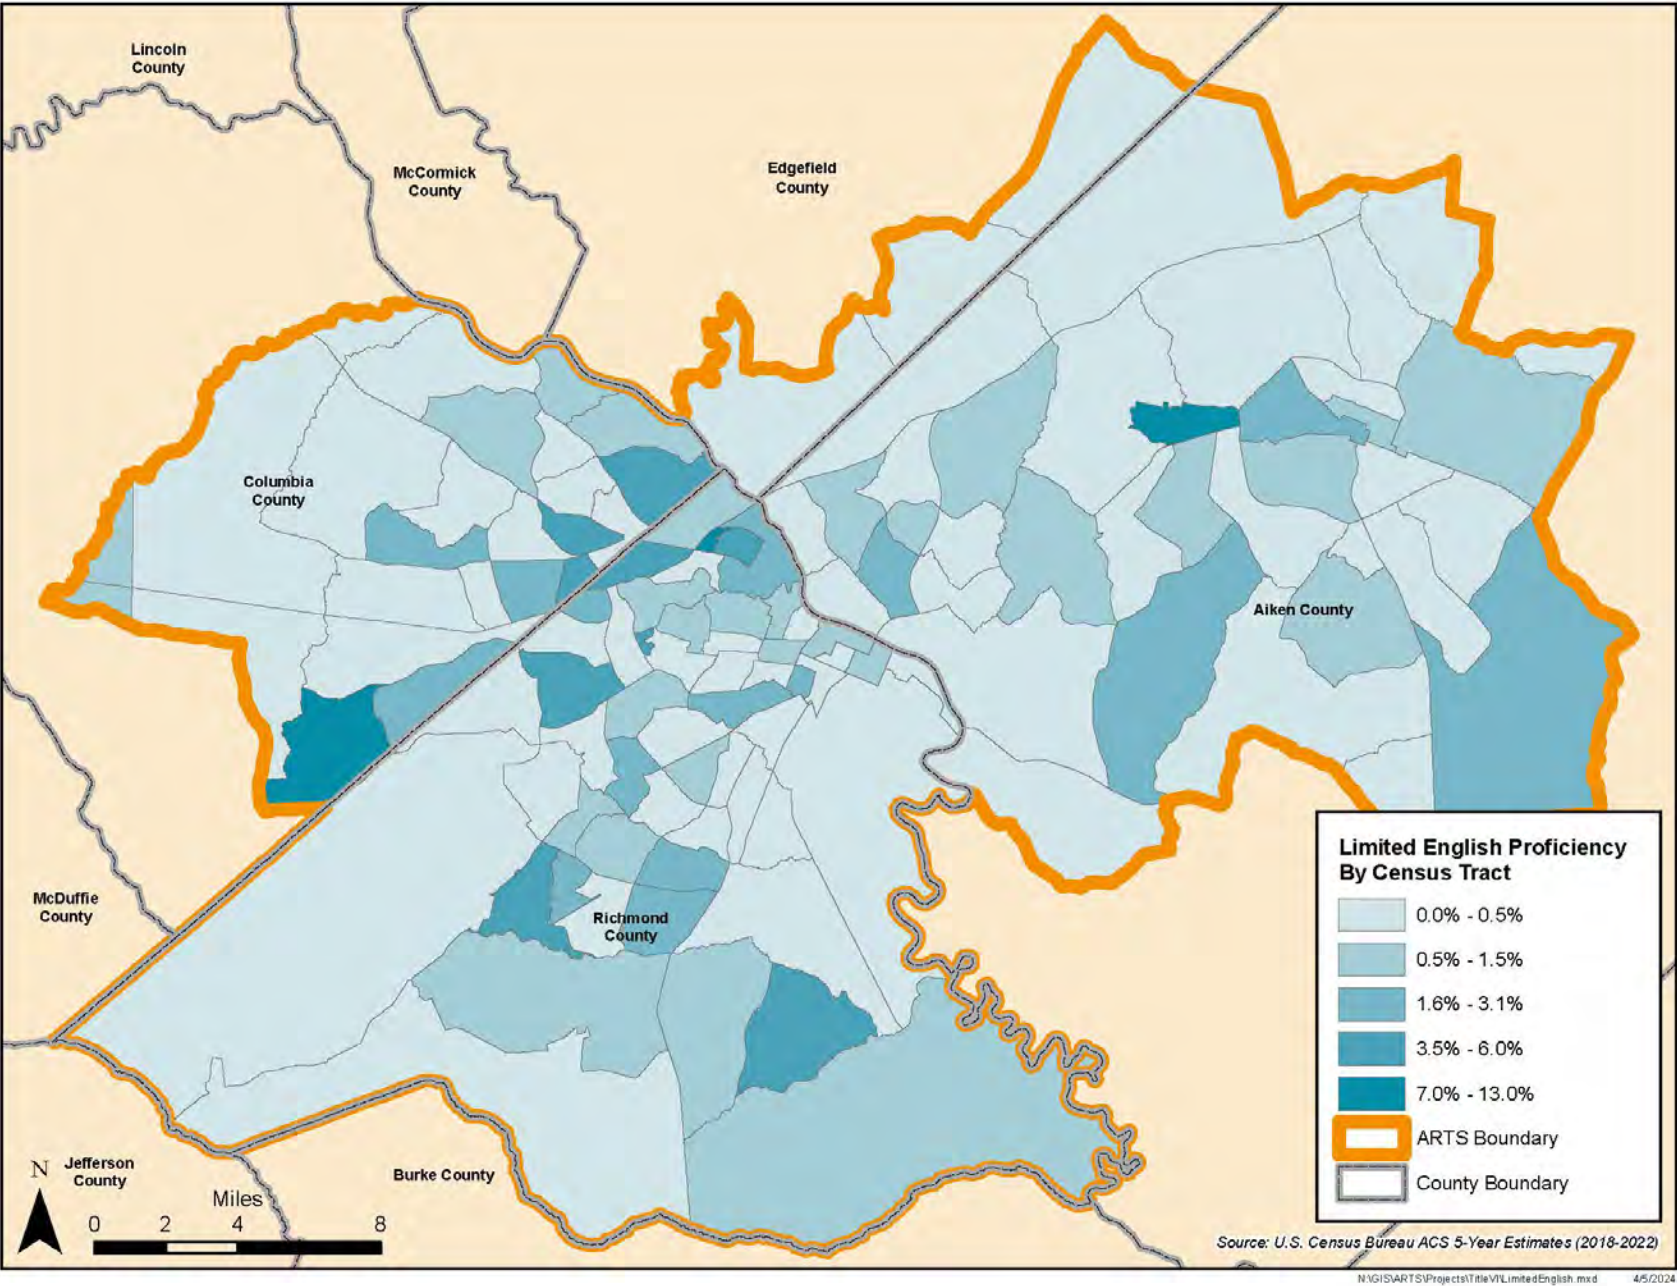 Lincoln
County
McCormick
County
Edgefield
County
Columbia
County
Aiken County
McDuffie
County
Richmond
County
Jefferson
County
Burke County
N
Miles
0 2 4 8
Limited English Proficiency
By Census Tract
0.0% - 0.5%
0.5% - 1.5%
1.6% - 3.1%
3.5% - 6.0%
7.0% - 13.0%
ARTS Boundary
County Boundary
Source: U.S. Census Bureau ACS 5-Year Estimates (2018-2022)
N:\GIS\ARTS\Projects\TitleVI\LimitedEnglish.mxd 4/5/2024